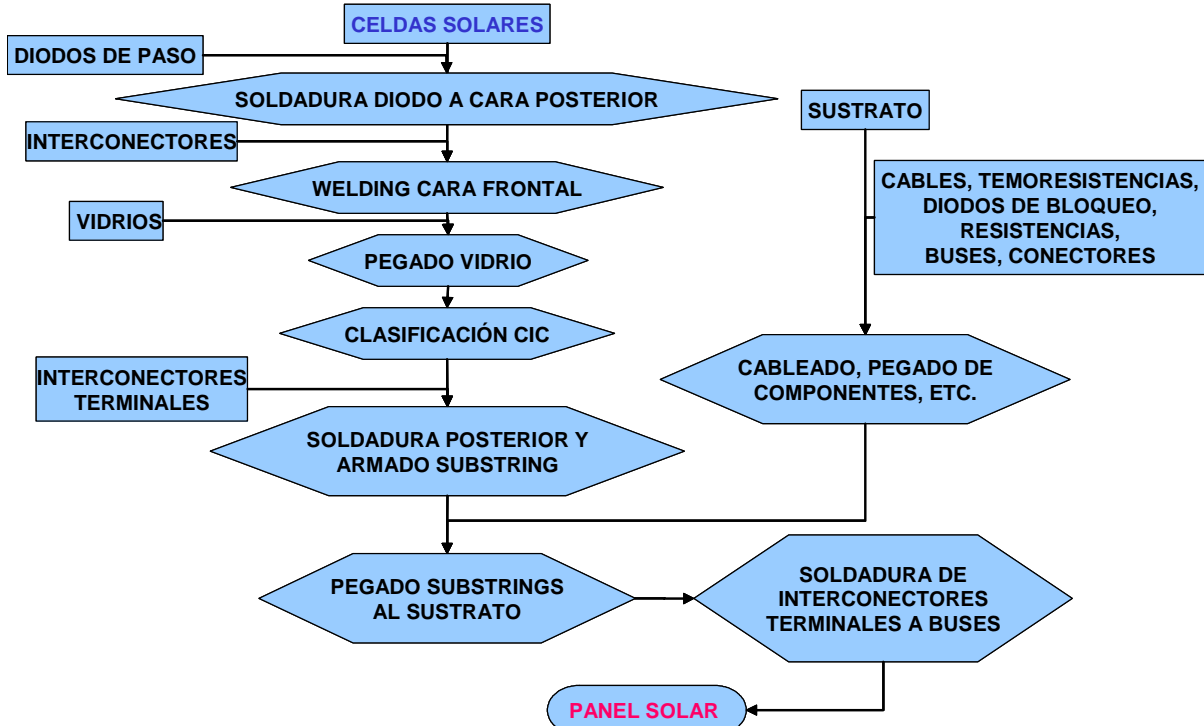 CELDAS SOLARES
DIODOS DE PASO
SOLDADURA DIODO A CARA POSTERIOR
INTERCONECTORES
WELDING CARA FRONTAL
VIDRIOS
PEGADO VIDRIO
CLASIFICACIÓN CIC
INTERCONECTORES
TERMINALES
SOLDADURA POSTERIOR Y
ARMADO SUBSTRING
SUSTRATO
CABLES, TEMORESISTENCIAS,
DIODOS DE BLOQUEO,
RESISTENCIAS,
BUSES, CONECTORES
CABLEADO, PEGADO DE
COMPONENTES, ETC.
PEGADO SUBSTRINGS
AL SUSTRATO
SOLDADURA DE
INTERCONECTORES
TERMINALES A BUSES
PANEL SOLAR